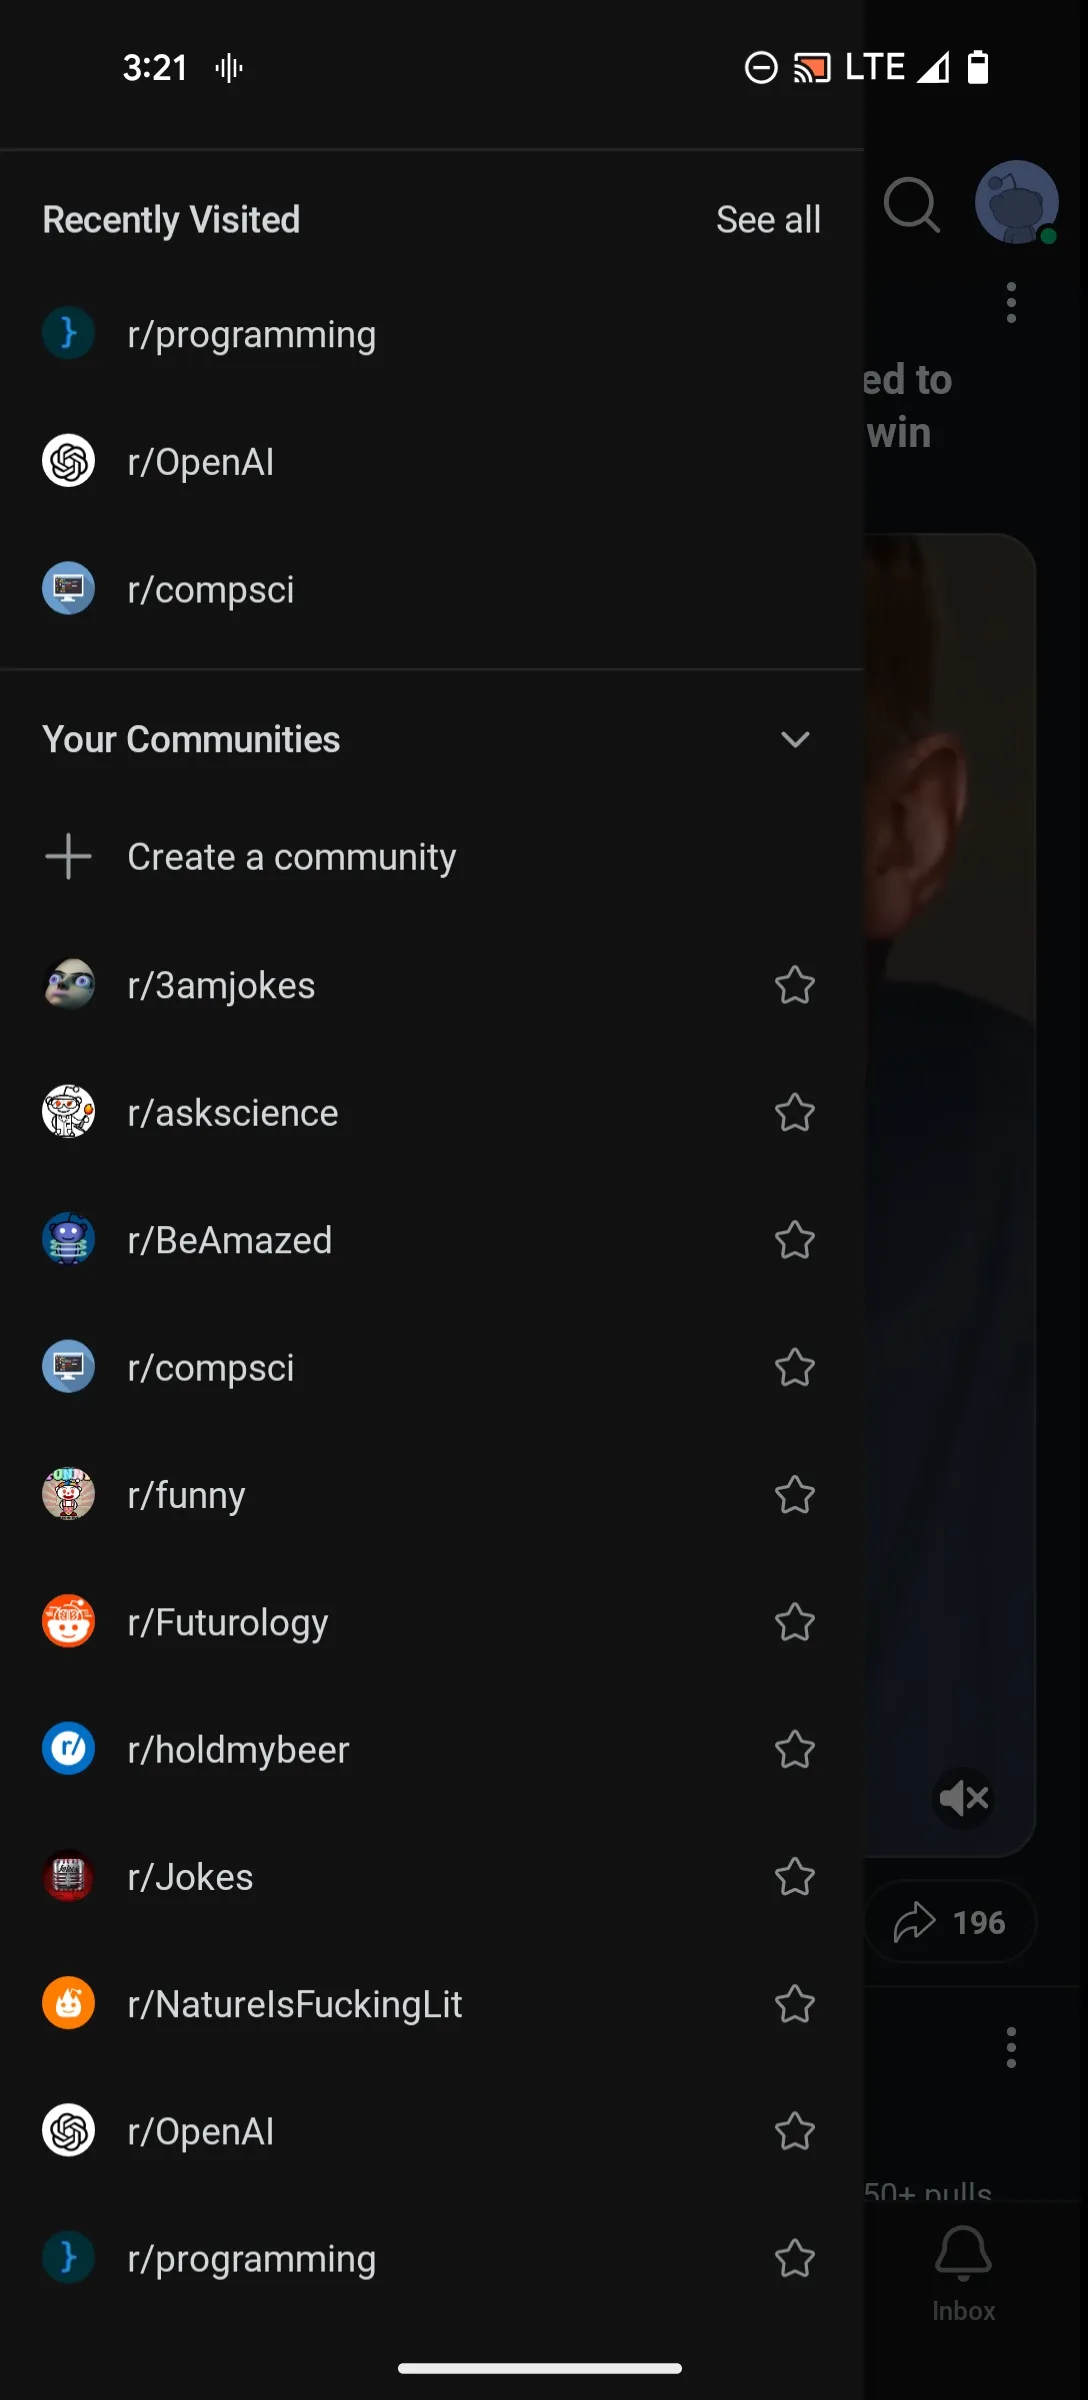 3:21
LTE
Recently Visited
See all
r/programming
r/OpenAI
r/compsci
ed to
win
Your Communities
Create a community
r/3amjokes
r/askscience
r/BeAmazed
r/compsci
r/funny
r/Futurology
r/holdmybeer
r/Jokes
196
r/NatureIsFuckingLit
r/OpenAI
50+ pulls
r/programming
Inbox